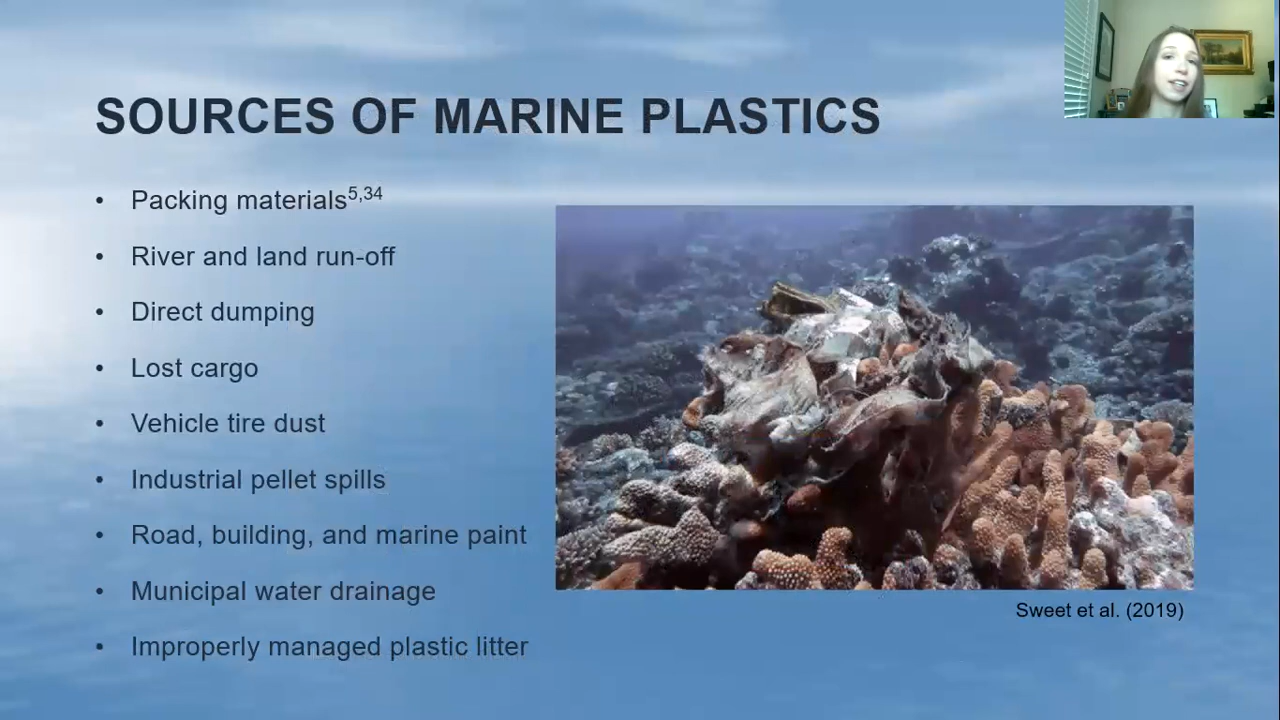 SOURCES OF MARINE PLASTICS
• Packing materials5,34
• River and land run-off
• Direct dumping
• Lost cargo
• Vehicle tire dust
• Industrial pellet spills
• Road, building, and marine paint
• Municipal water drainage
• Improperly managed plastic litter
Sweet et al. (2019)